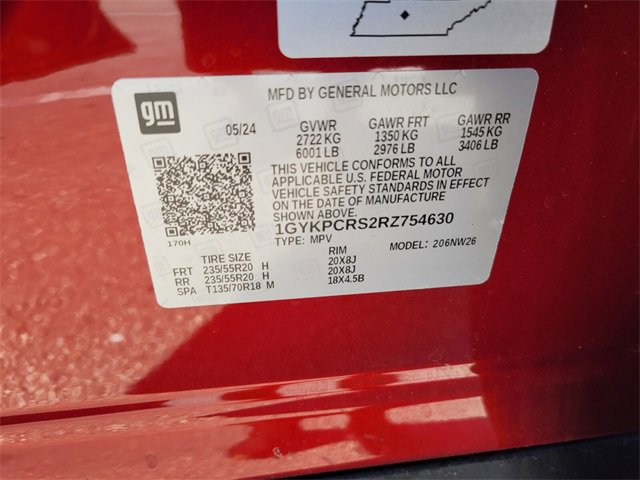 MFD BY GENERAL MOTORS LLC
gm
05/24 GVWR GAWR FRT GAWR RR
2722 KG 1350 KG 1545 KG
6001 LB 2976 LB 3406 LB
THIS VEHICLE CONFORMS TO ALL
APPLICABLE U.S. FEDERAL MOTOR
VEHICLE SAFETY STANDARDS IN EFFECT
ON THE DATE OF MANUFACTURE
SHOWN ABOVE. 1GYKPCRS2RZ754630
170H TYPE: MPV MODEL: 206NW26
TIRE SIZE RIM
FRT 235/55R20 H 20X8J
RR 235/55R20 H 20X8J
SPA T135/70R18 M 18X4.5B